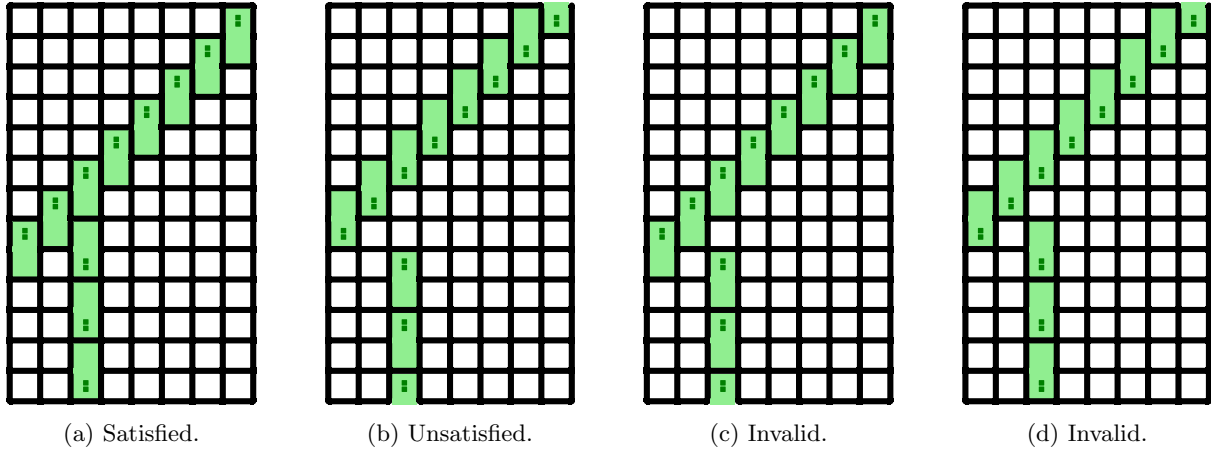 (a) Satisfied.
(b) Unsatisfied.
(c) Invalid.
(d) Invalid.